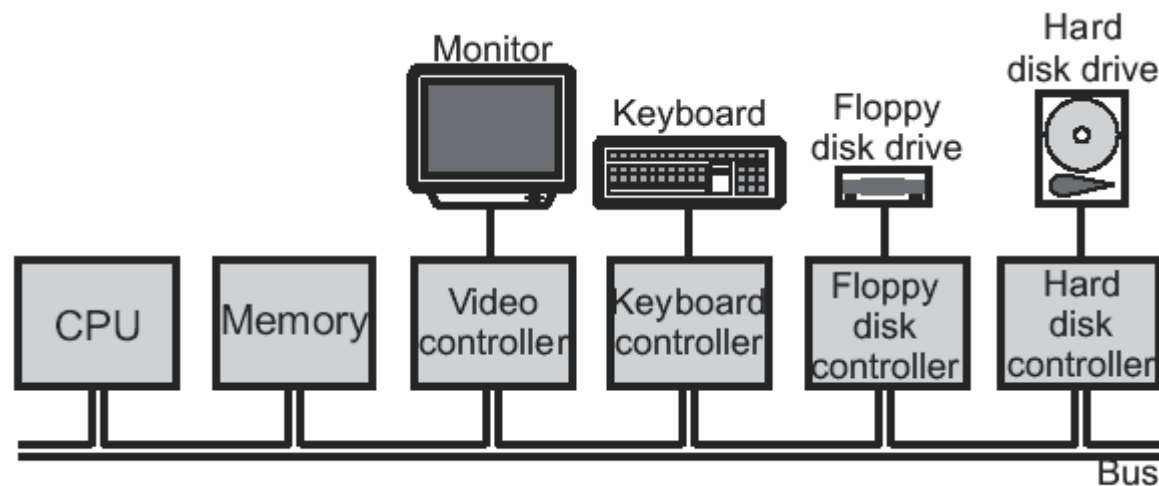 Monitor
Keyboard
Floppy
disk drive
Hard
disk drive
CPU
Memory
Video
controller
Keyboard
controller
Floppy
disk
controller
Hard
disk
controller
Bus